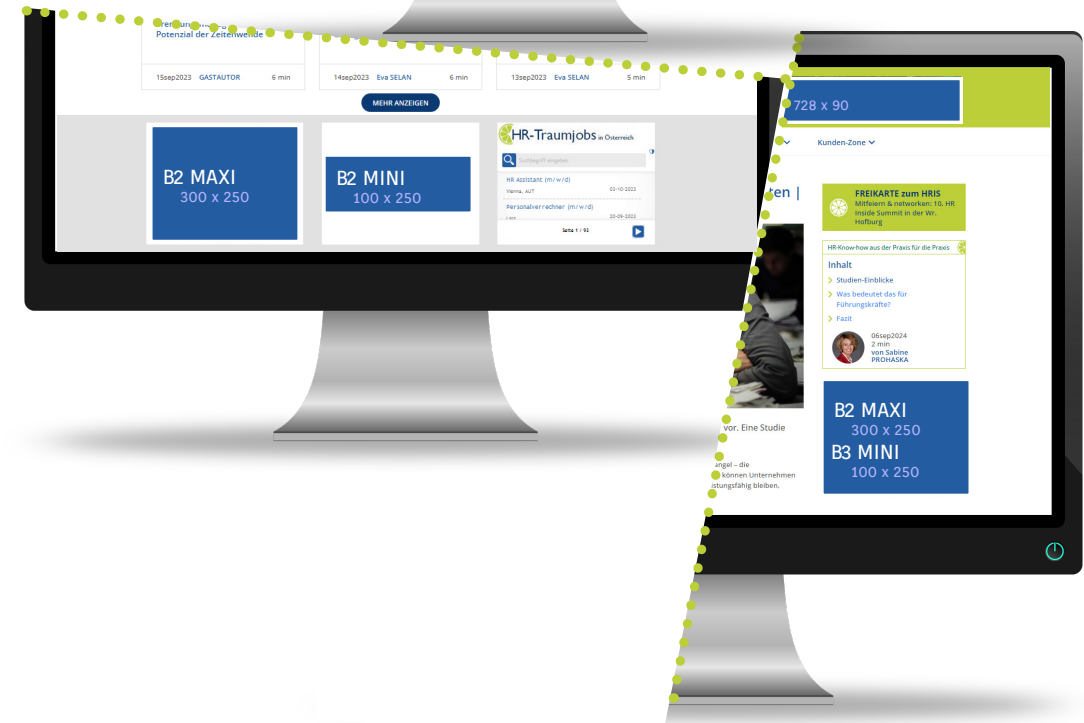 Potenzial der Zeitenwende
15sep2023 GASTAUTOR 6 min
14sep2023 Eva SELAN 6 min
13sep2023 Eva SELAN 5 min
MEHR ANZEIGEN
B2 MAXI
300 x 250
B2 MINI
100 x 250
HR-Traumjobs in Österreich
Suchbegriff eingeben
HR Assistant (m/w/d)
Vienna, AUT 03-10-2023
Personalverrechner (m/w/d)
20-09-2023
Seite 1 / 93
728 x 90
Kunden-Zone
ten |
FREIKARTE zum HRIS
Mitfeiern & networken: 10. HR
Inside Summit in der Wr.
Hofburg
HR-Know-how aus der Praxis für die Praxis
Inhalt
Studien-Einblicke
Was bedeutet das für
Führungskräfte?
Fazit
06sep2024
2 min
von Sabine
PROHASKA
vor. Eine Studie
angel – die
können Unternehmen
istungsfähig bleiben,
B2 MAXI
300 x 250
B3 MINI
100 x 250